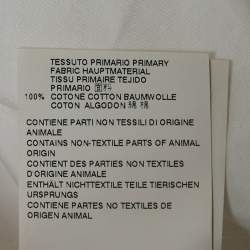 TESSUTO PRIMARIO PRIMARY
FABRIC HAUPTMATERIAL
TISSU PRIMAIRE TEJIDO
PRIMARIO 面料
100% COTONE COTTON BAUMWOLLE
COTON ALGODON 綿 棉
CONTIENE PARTI NON TESSILI DI ORIGINE
ANIMALE
CONTAINS NON-TEXTILE PARTS OF ANIMAL
ORIGIN
CONTIENT DES PARTIES NON TEXTILES
D'ORIGINE ANIMALE
ENTHÄLT NICHTTEXTILE TEILE TIERISCHEN
URSPRUNGS
CONTIENE PARTES NO TEXTILES DE
ORIGEN ANIMAL